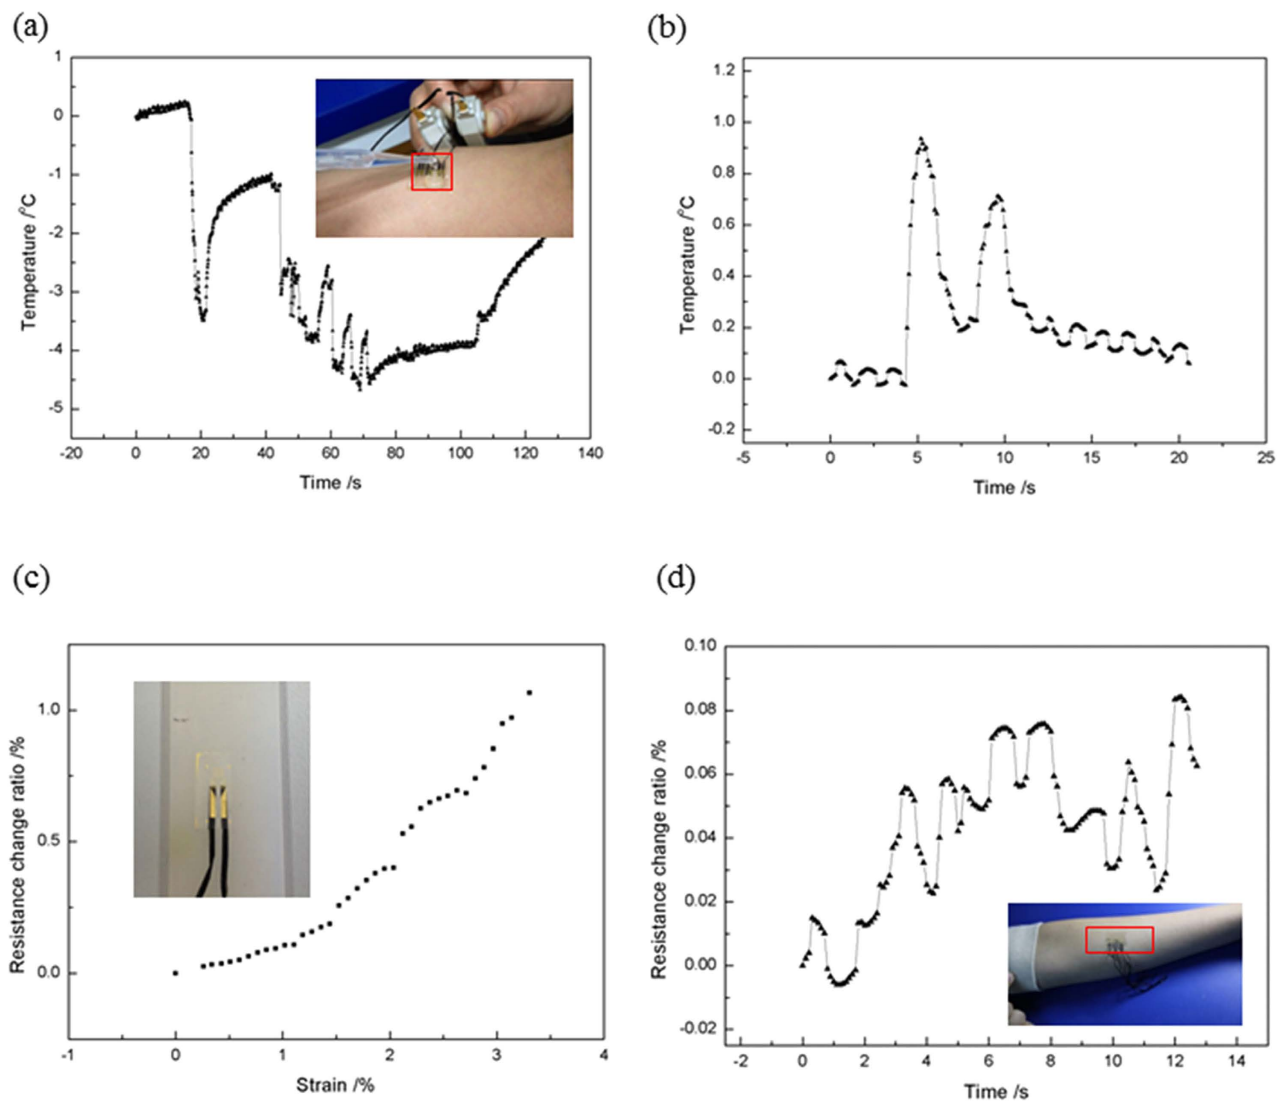 (a)
1
0
-1
-2
-3
-4
-5
-20 0 20 40 60 80 100 120 140
Temperature /°C
Time /s
(b)
1.2
1.0
0.8
0.6
0.4
0.2
0.0
-0.2
-5 0 5 10 15 20 25
Temperature /°C
Time /s
(c)
1.0
0.5
0.0
-1 0 1 2 3 4
Resistance change ratio /%
Strain /%
(d)
0.10
0.08
0.06
0.04
0.02
0.00
-0.02
-2 0 2 4 6 8 10 12 14
Resistance change ratio /%
Time /s